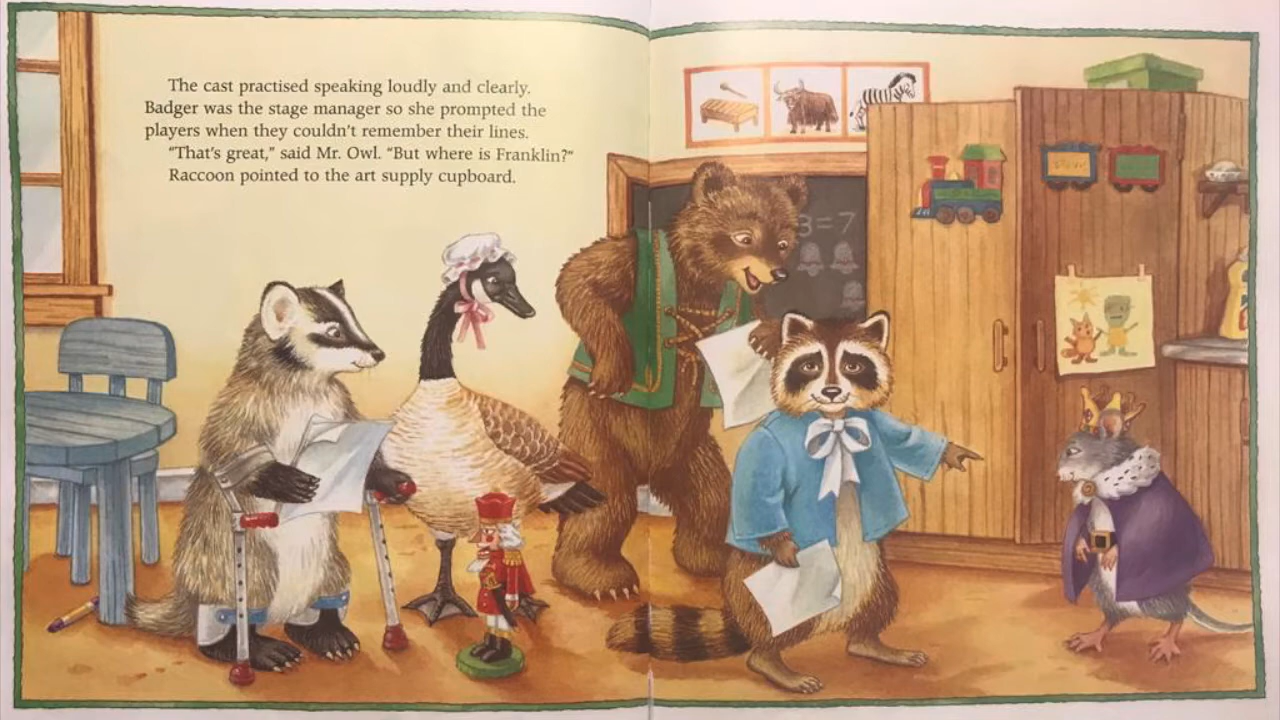 The cast practised speaking loudly and clearly.
Badger was the stage manager so she prompted the
players when they couldn't remember their lines.
"That's great," said Mr. Owl. "But where is Franklin?"
Raccoon pointed to the art supply cupboard.
3=7